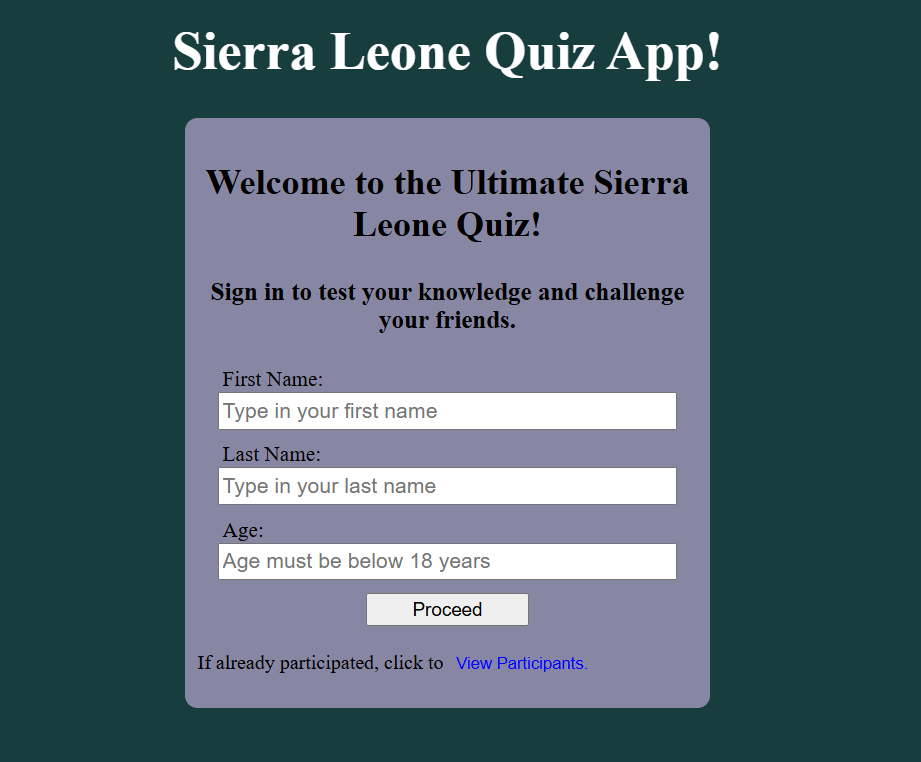 Sierra Leone Quiz App!
Welcome to the Ultimate Sierra
Leone Quiz!
Sign in to test your knowledge and challenge
your friends.
First Name:
Type in your first name
Last Name:
Type in your last name
Age:
Age must be below 18 years
Proceed
If already participated, click to View Participants.